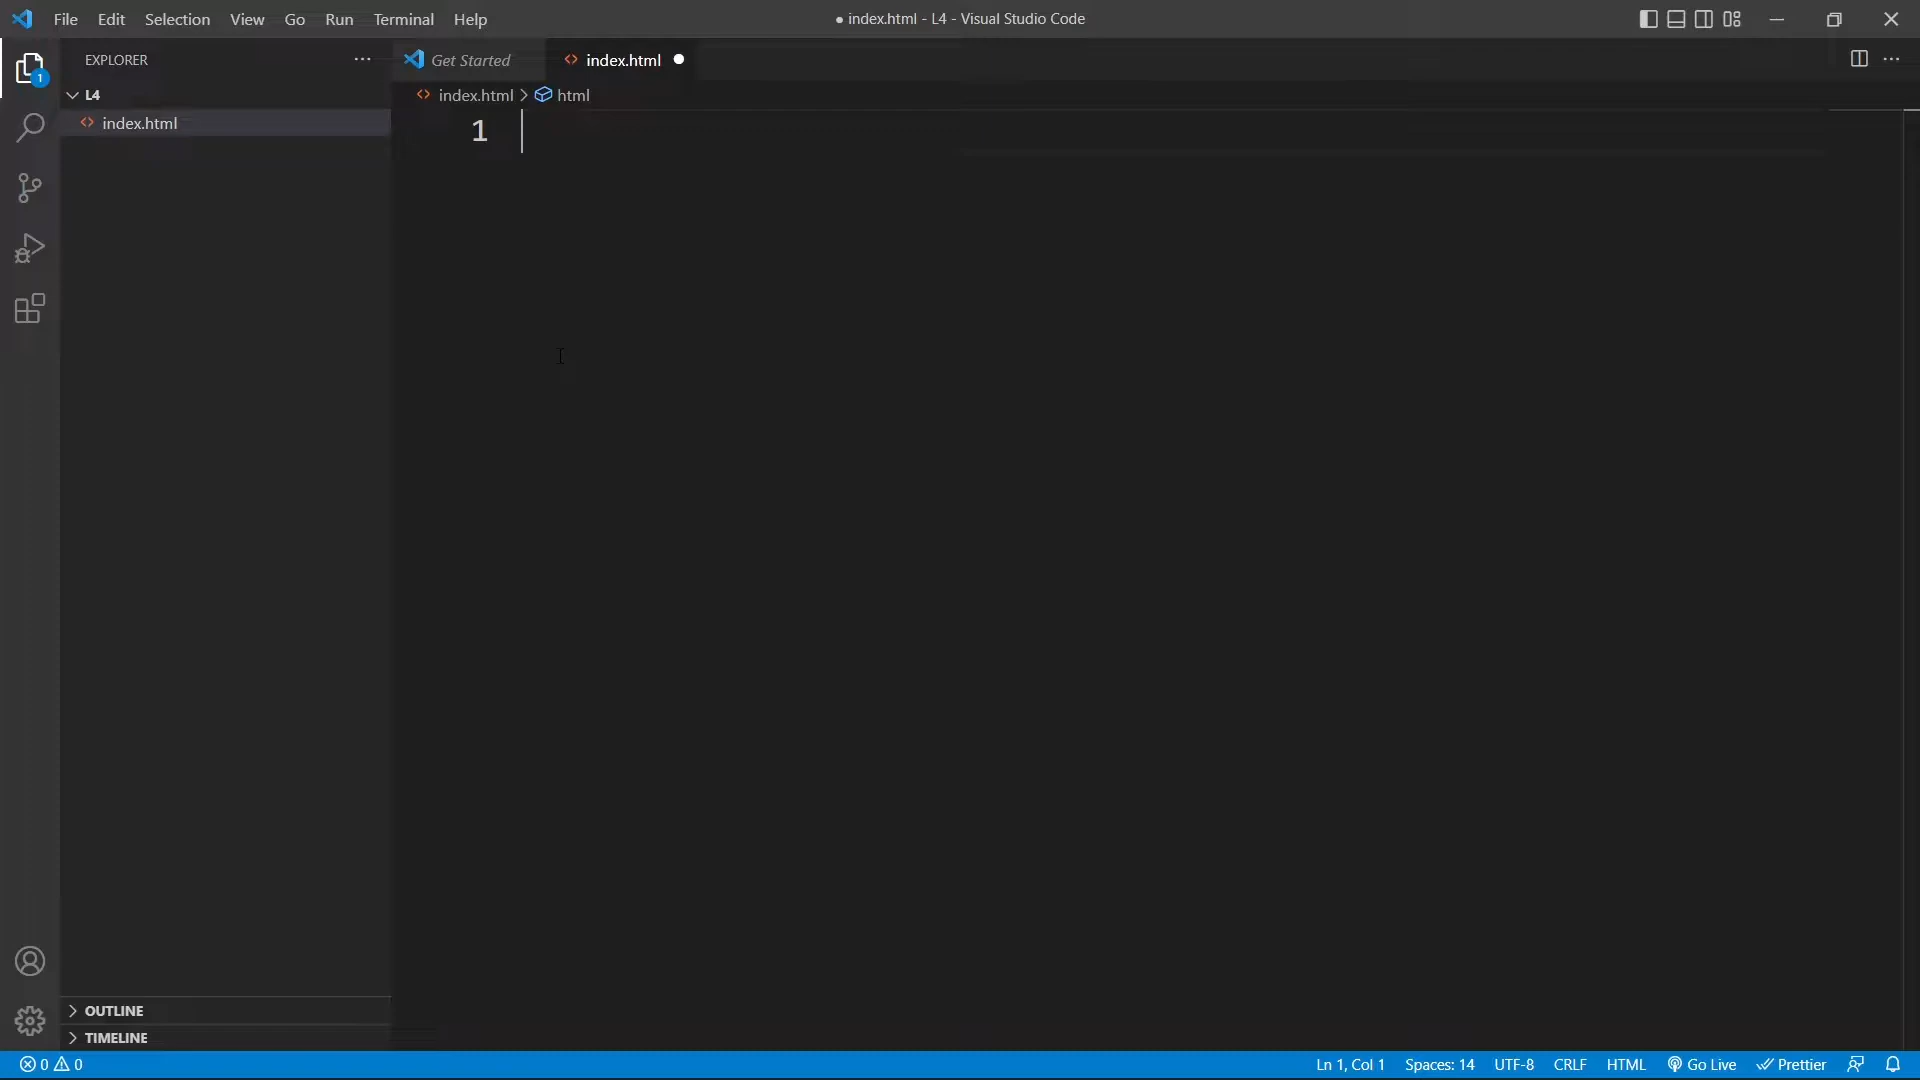 File Edit Selection View Go Run Terminal Help
● index.html - L4 - Visual Studio Code
EXPLORER
Get Started
index.html
1
L4
index.html > html
index.html
1
OUTLINE
TIMELINE
0 0
Ln 1, Col 1 Spaces: 14 UTF-8 CRLF HTML Go Live Prettier